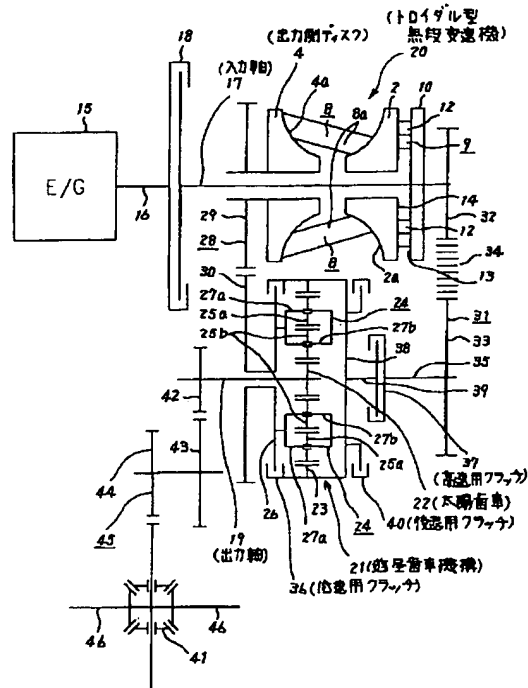 (トロイダル型
無段変速機)
(出力側ディスク)
20
18
4
(入力軸)
17
4a
8
8a
2
10
12
9
15
E/G
16
14
12
32
29
28
8
2a
13
34
30
27a
25a
25b
24
27b
38
31
33
35
42
39
43
27b
25a
37
(高速用クラッチ)
44
26
23
24
22(太陽歯車)
40(後退用クラッチ)
45
19
(出力軸)
27a
21(遊星歯車機構)
36(低速用クラッチ)
46
46
41